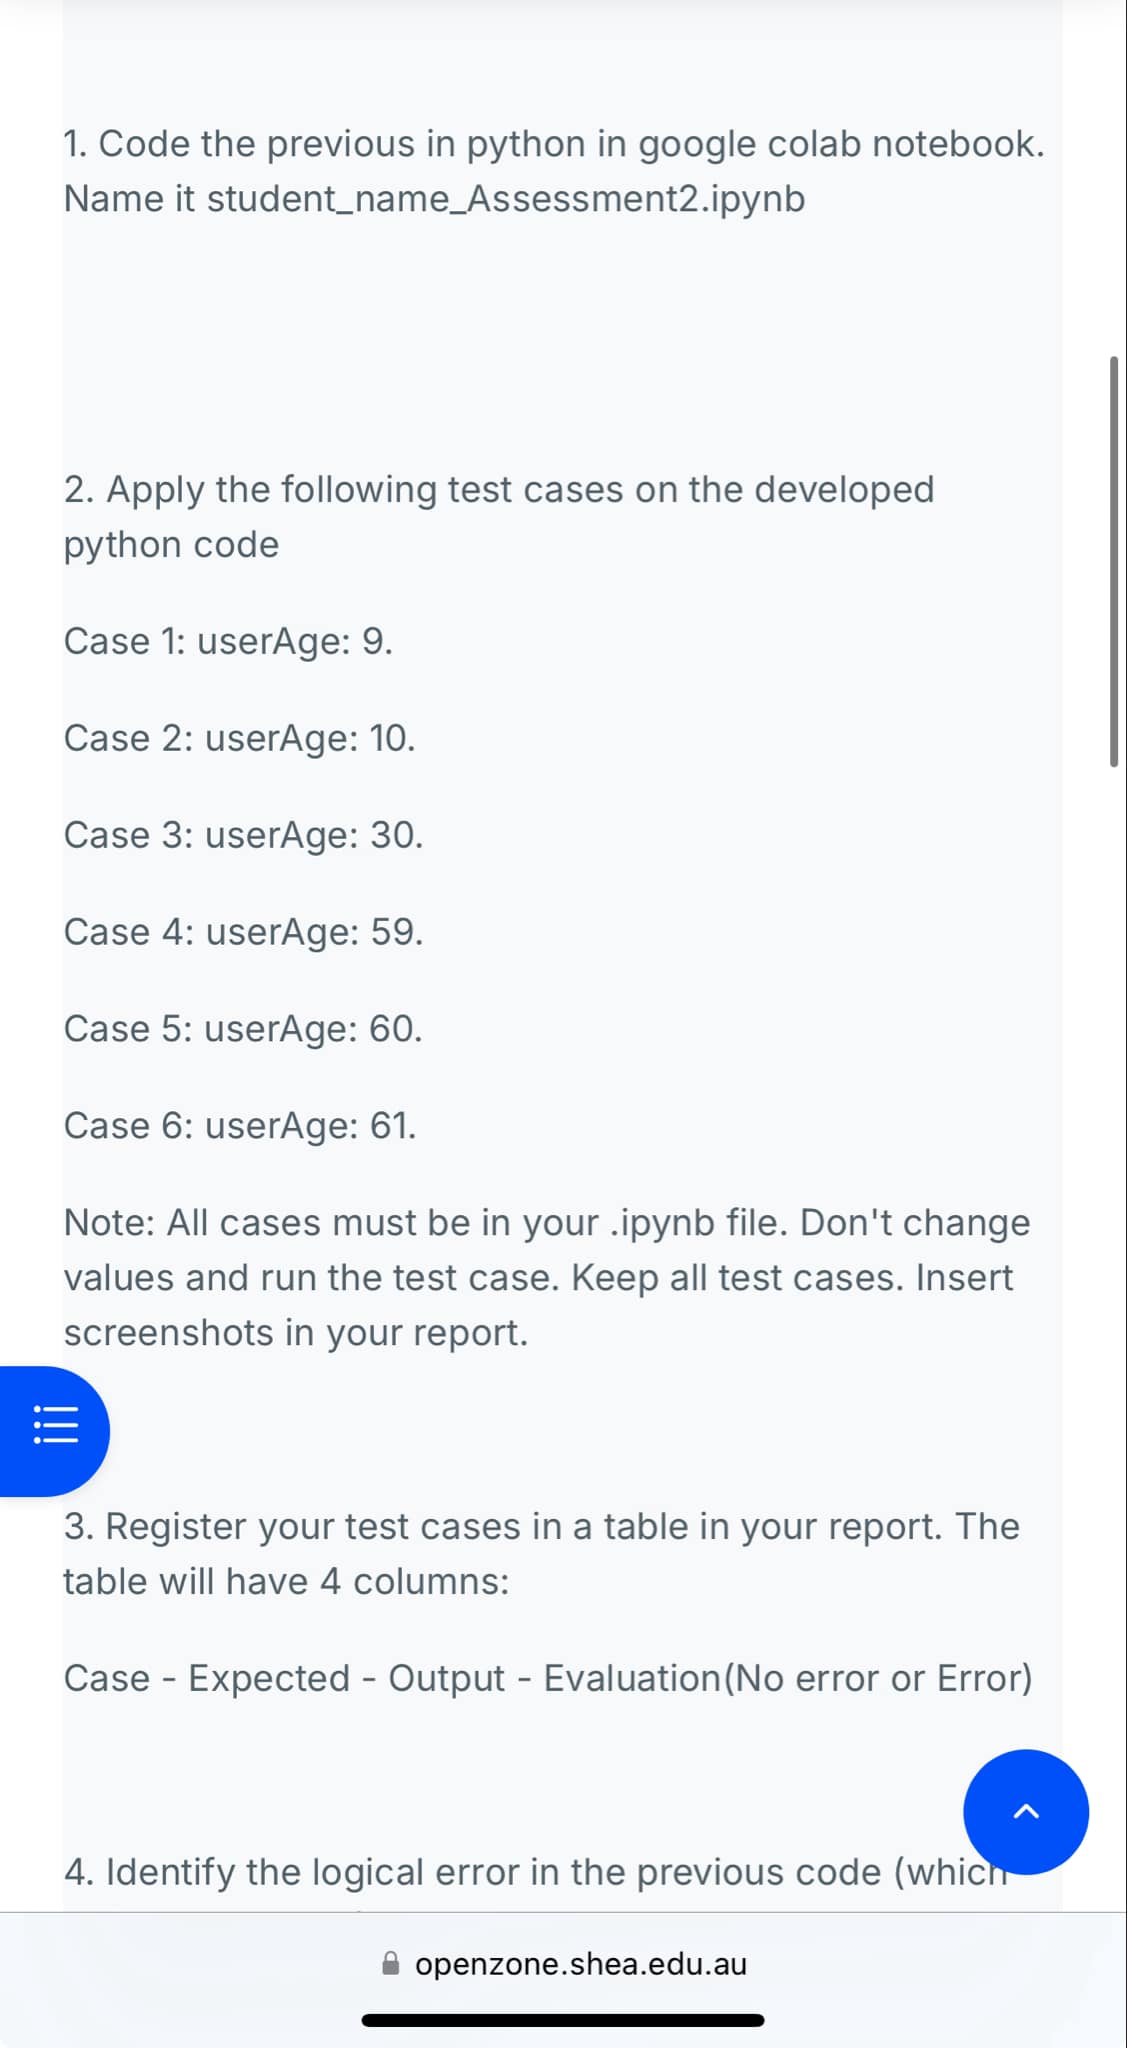 1. Code the previous in python in google colab notebook.
Name it student_name_Assessment2.ipynb
2. Apply the following test cases on the developed
python code
Case 1: userAge: 9.
Case 2: userAge: 10.
Case 3: userAge: 30.
Case 4: userAge: 59.
Case 5: userAge: 60.
Case 6: userAge: 61.
Note: All cases must be in your .ipynb file. Don't change
values and run the test case. Keep all test cases. Insert
screenshots in your report.
3. Register your test cases in a table in your report. The
table will have 4 columns:
Case - Expected - Output - Evaluation(No error or Error)
4. Identify the logical error in the previous code (which
openzone.shea.edu.au